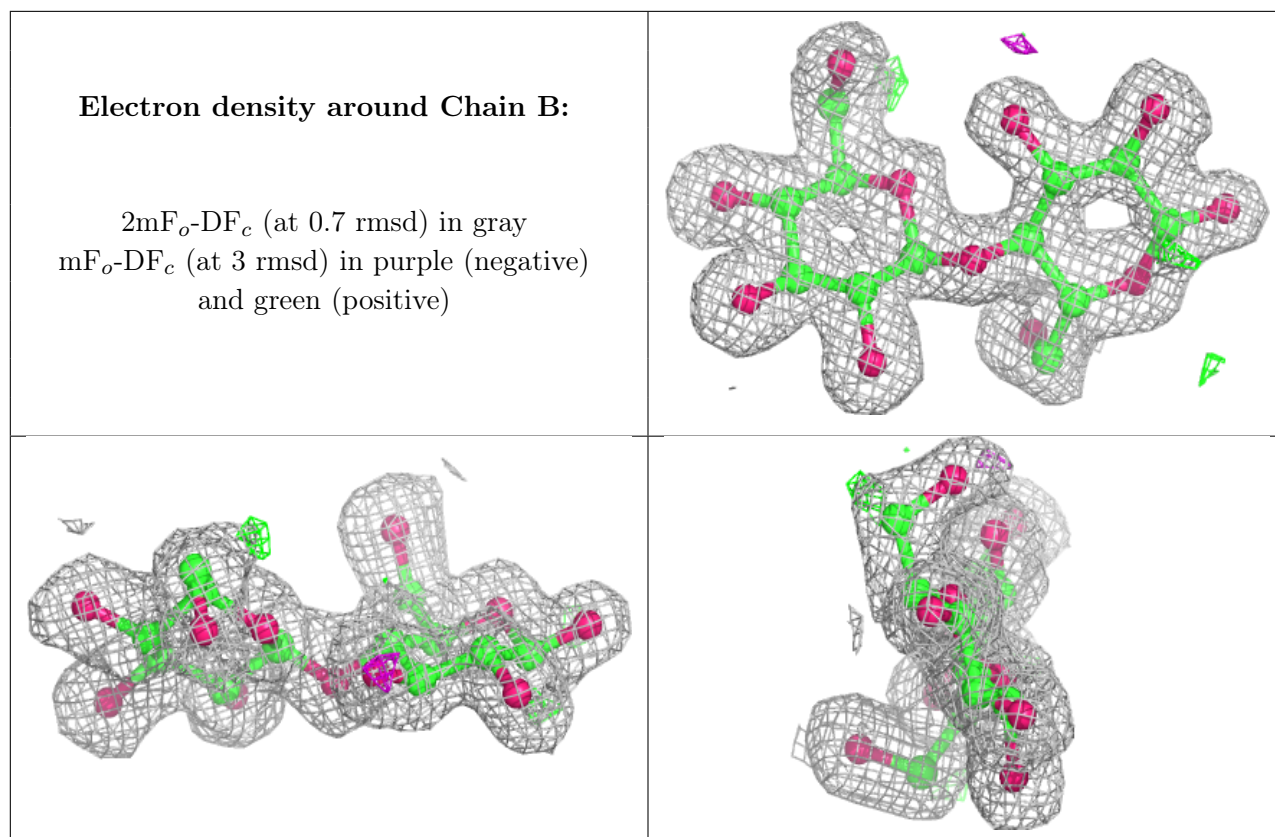 Electron density around Chain B:
2mFo-DFc (at 0.7 rmsd) in gray
mFo-DFc (at 3 rmsd) in purple (negative)
and green (positive)